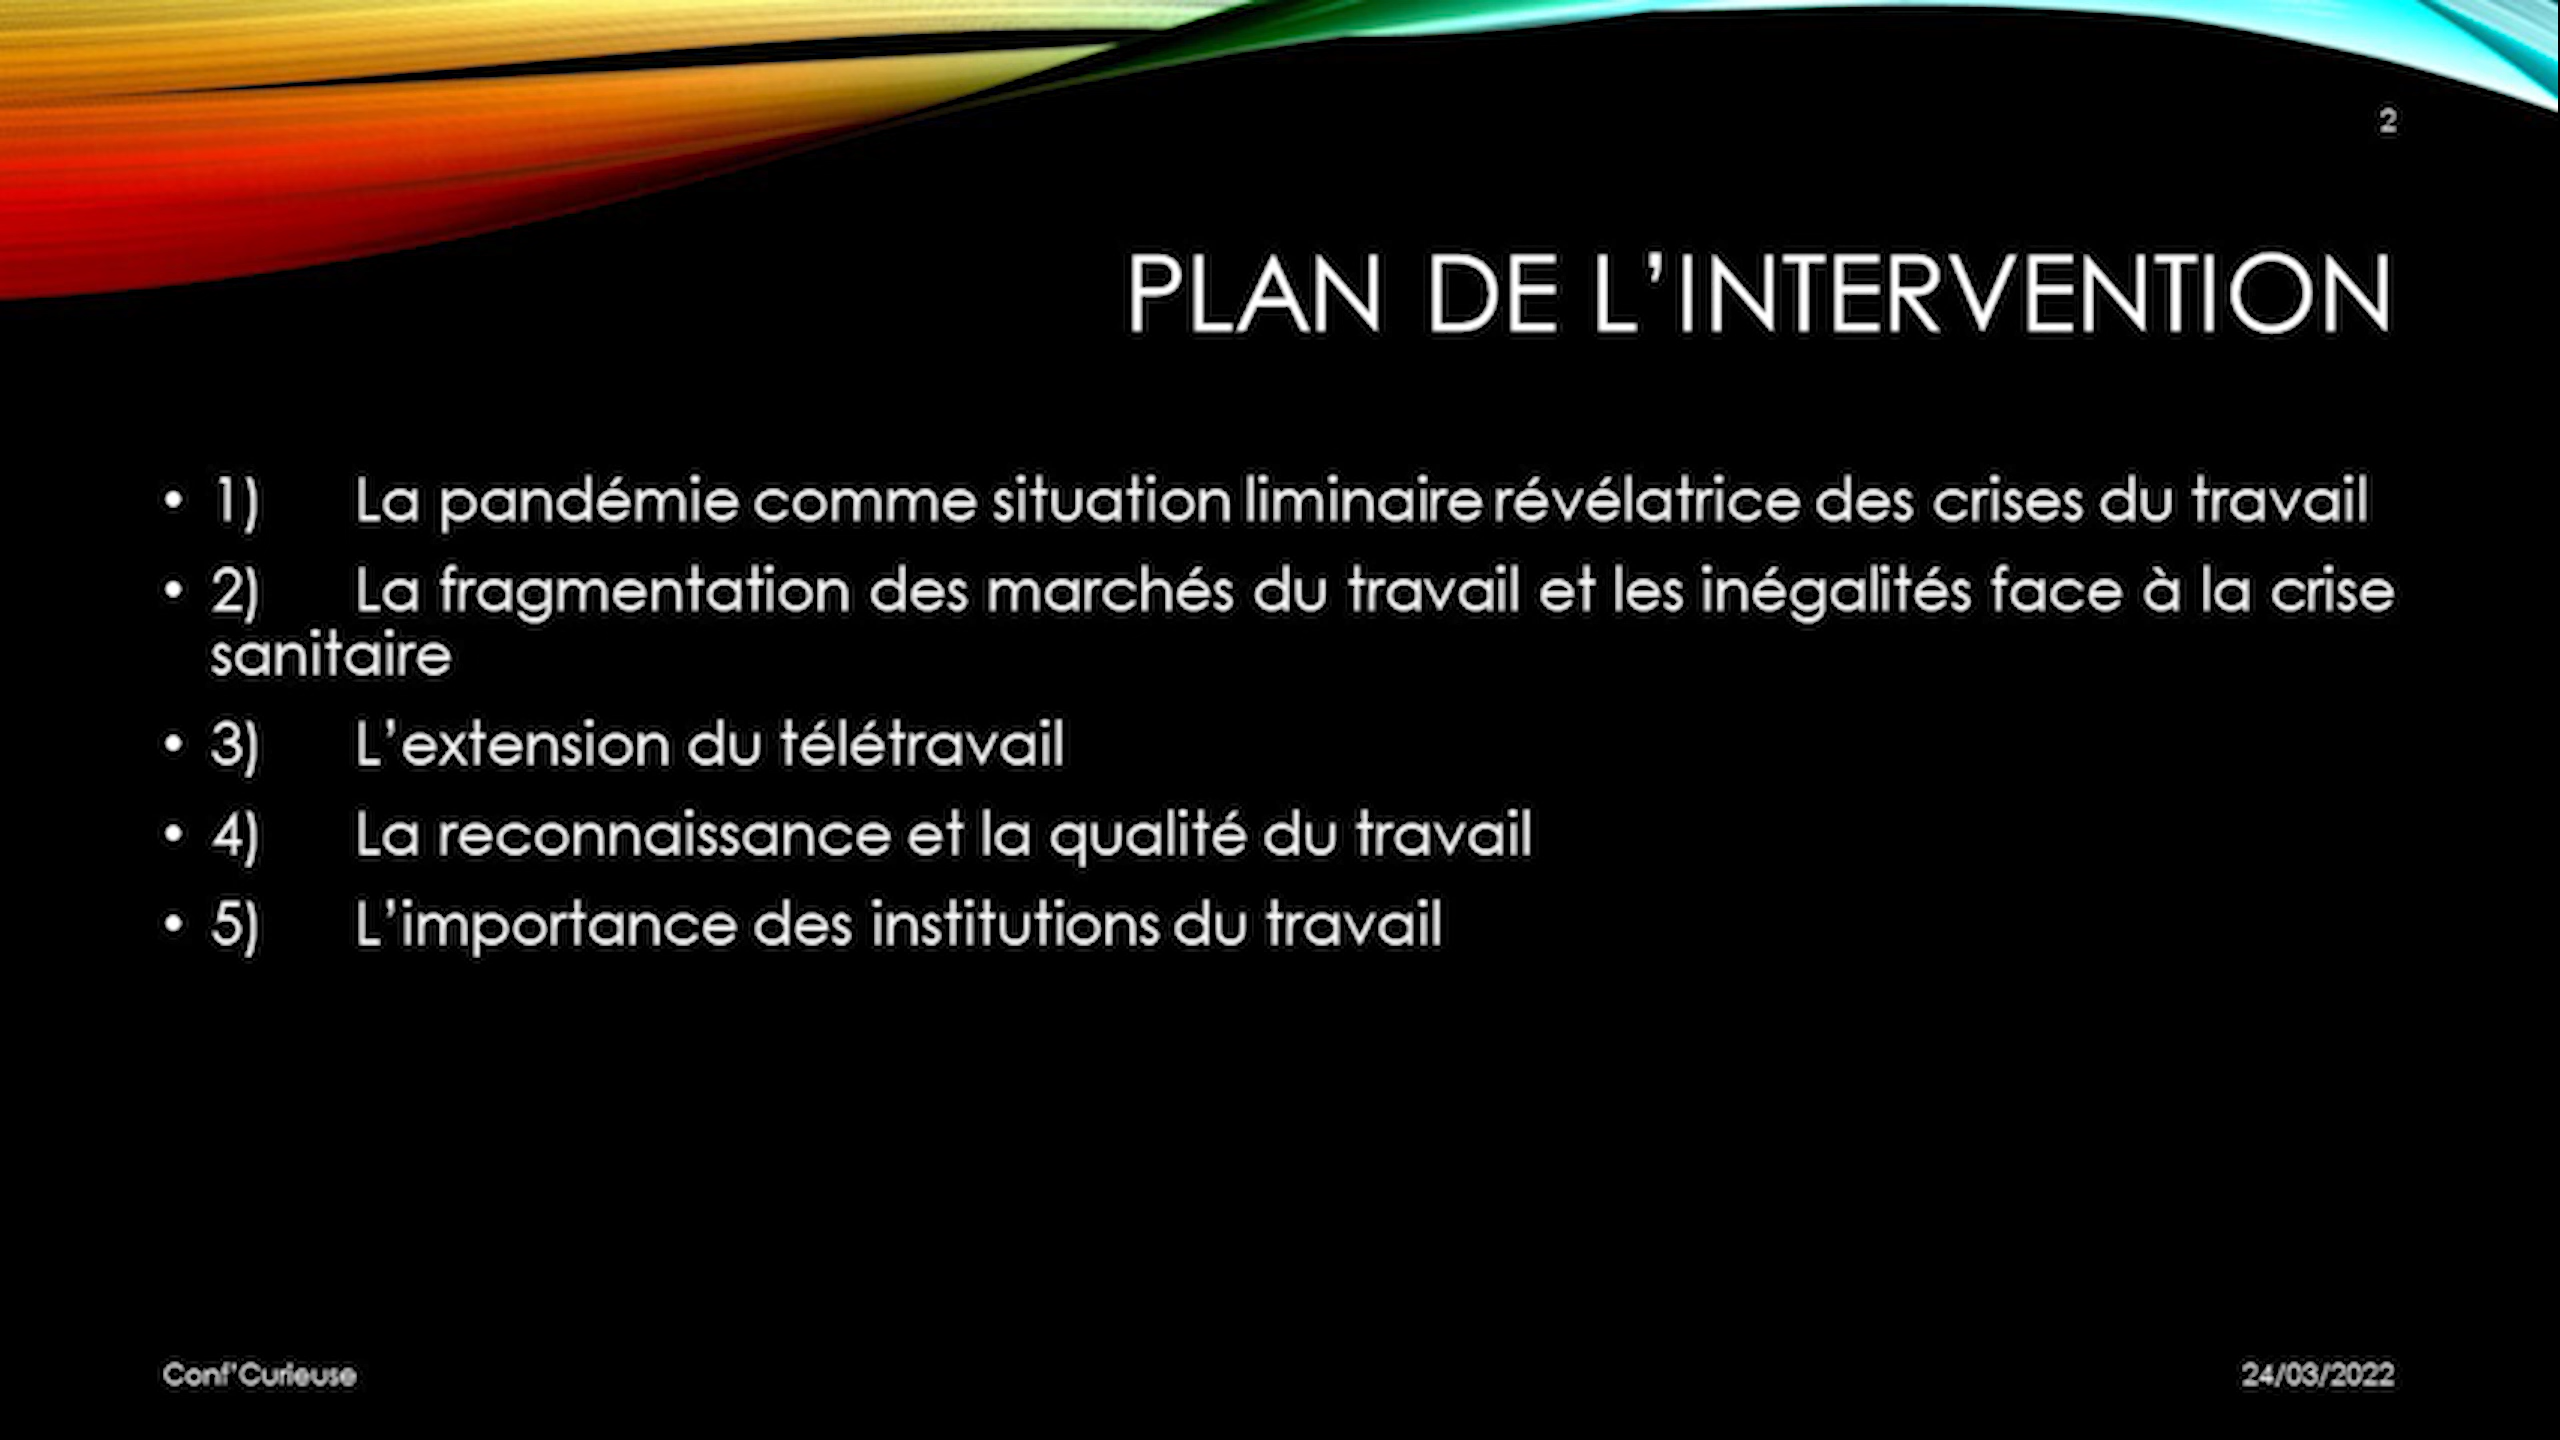 2
PLAN DE L’INTERVENTION
• 1) La pandémie comme situation liminaire révélatrice des crises du travail
• 2) La fragmentation des marchés du travail et les inégalités face à la crise
sanitaire
• 3) L’extension du télétravail
• 4) La reconnaissance et la qualité du travail
• 5) L’importance des institutions du travail
Conf’Curieuse
24/03/2022